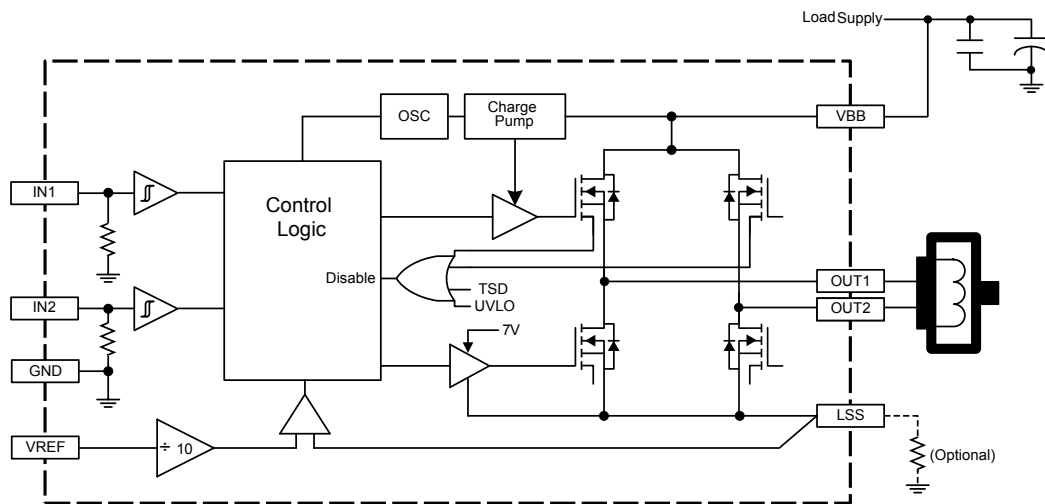 Load Supply
OSC
Charge
Pump
VBB
IN1
Control
Logic
Disable
TSD
UVLO
OUT1
OUT2
IN2
7V
GND
LSS
VREF
÷ 10
(Optional)